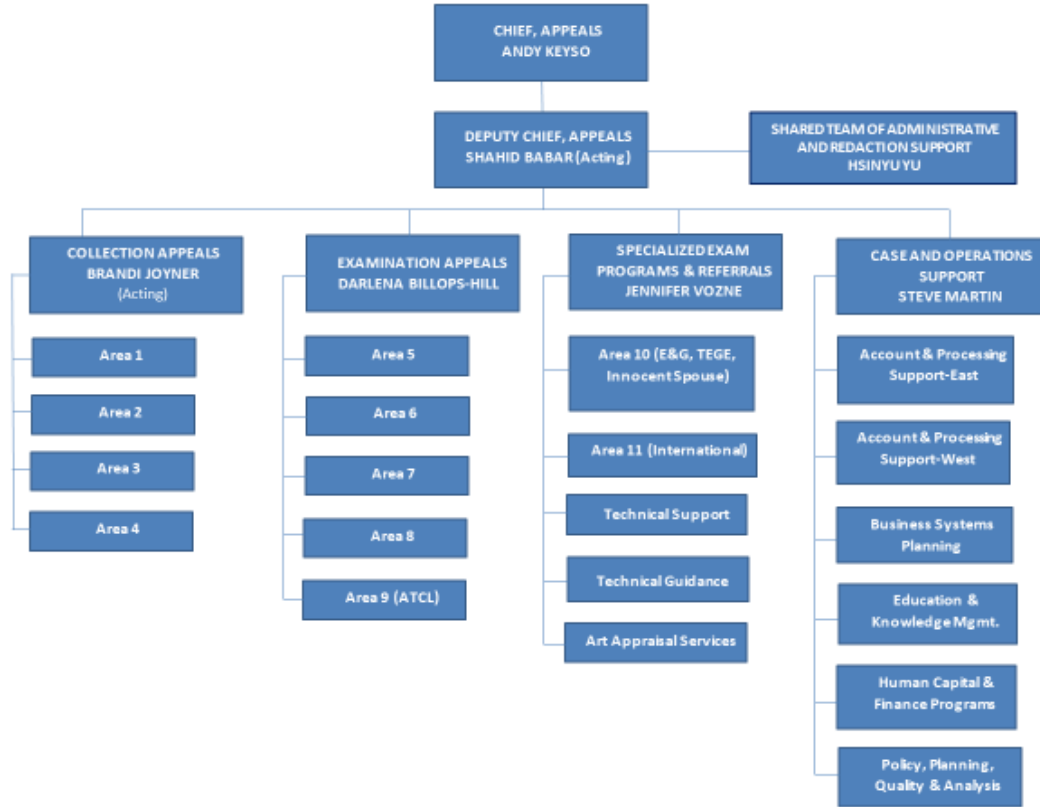 CHIEF, APPEALS
ANDY KEYSO
DEPUTY CHIEF, APPEALS
SHAHID BABAR (Acting)
SHARED TEAM OF ADMINISTRATIVE
AND REDACTION SUPPORT
HSINYU YU
COLLECTION APPEALS
BRANDI JOYNER
(Acting)
Area 1
Area 2
Area 3
Area 4
EXAMINATION APPEALS
DARLENA BILLOPS-HILL
Area 5
Area 6
Area 7
Area 8
Area 9 (ATCL)
SPECIALIZED EXAM
PROGRAMS & REFERRALS
JENNIFER VOZNE
Area 10 (E&G, TEGE,
Innocent Spouse)
Area 11 (International)
Technical Support
Technical Guidance
Art Appraisal Services
CASE AND OPERATIONS
SUPPORT
STEVE MARTIN
Account & Processing
Support-East
Account & Processing
Support-West
Business Systems
Planning
Education &
Knowledge Mgmt.
Human Capital &
Finance Programs
Policy, Planning,
Quality & Analysis